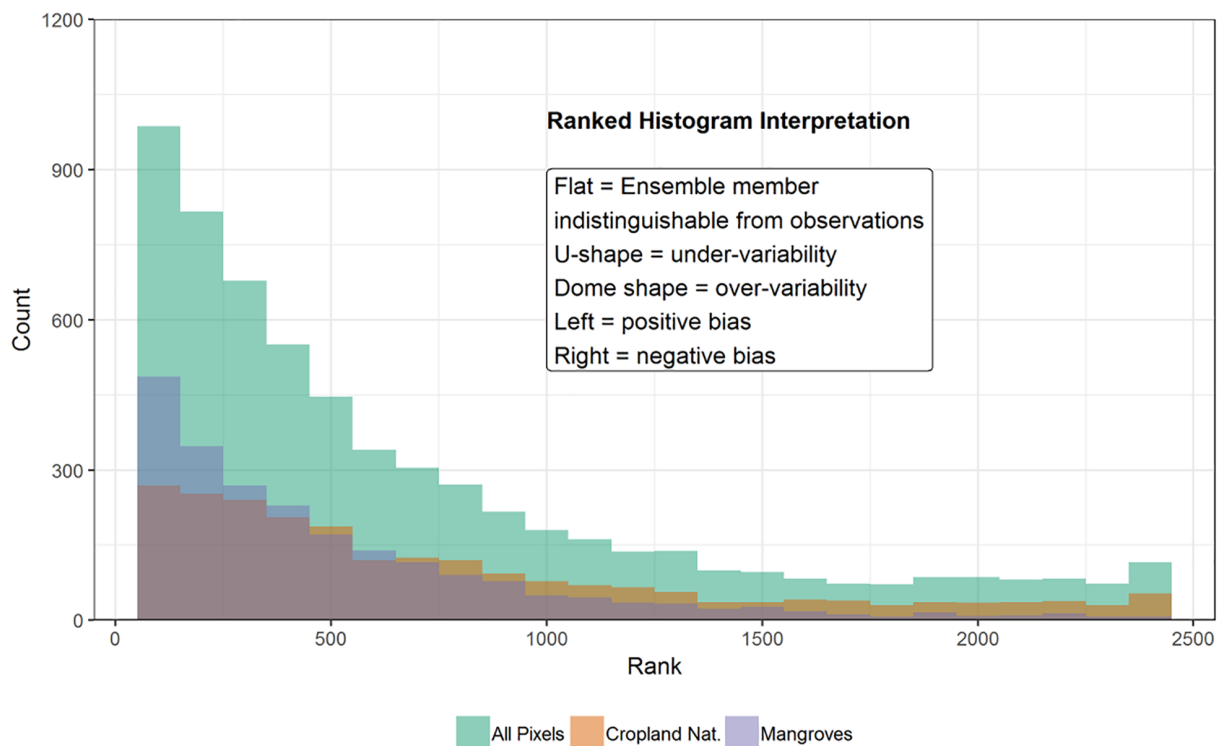 1200
900
600
300
0
Count
Ranked Histogram Interpretation
Flat = Ensemble member
indistinguishable from observations
U-shape = under-variability
Dome shape = over-variability
Left = positive bias
Right = negative bias
0 500 1000 1500 2000 2500
Rank
All Pixels Cropland Nat. Mangroves